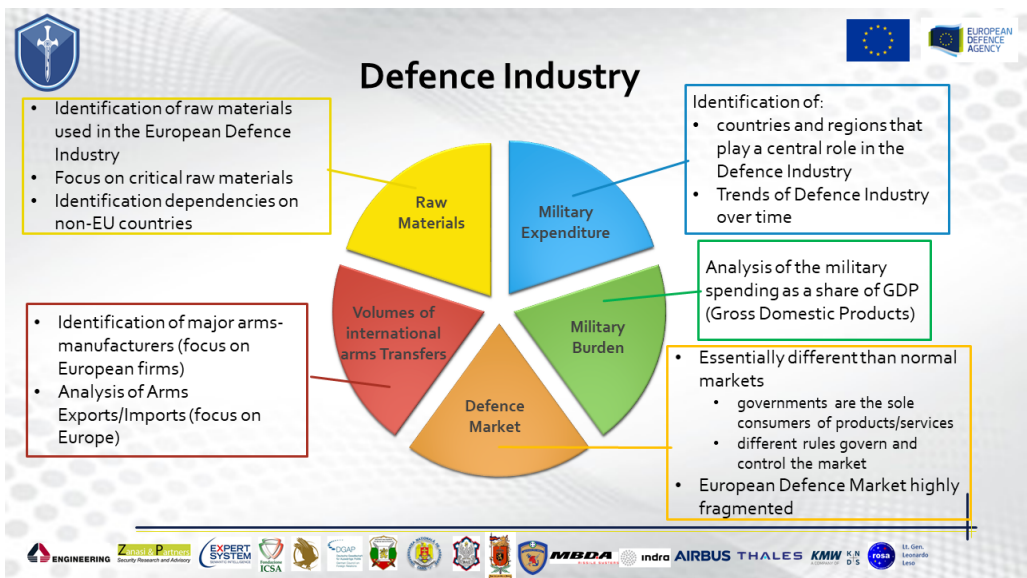 EUROPEAN
DEFENCE
AGENCY
Defence Industry
• Identification of raw materials
used in the European Defence
Industry
• Focus on critical raw materials
• Identification dependencies on
non-EU countries
Identification of:
• countries and regions that
play a central role in the
Defence Industry
• Trends of Defence Industry
over time
Raw
Materials
Military
Expenditure
Analysis of the military
spending as a share of GDP
(Gross Domestic Products)
• Identification of major arms-
manufacturers (focus on
European firms)
• Analysis of Arms
Exports/Imports (focus on
Europe)
Volumes of
international
arms Transfers
Military
Burden
Defence
Market
• Essentially different than normal
markets
• governments are the sole
consumers of products/services
• different rules govern and
control the market
• European Defence Market highly
fragmented
ENGINEERING
Zanasi & Partners
Security Research and Advisory
EXPERT
SYSTEM
Fondazione
ICSA
DGAP
MBDA
MISSILE SYSTEMS
indra
AIRBUS
THALES
KMW
KNDS
rosa
Lt. Gen.
Leonardo
Leso